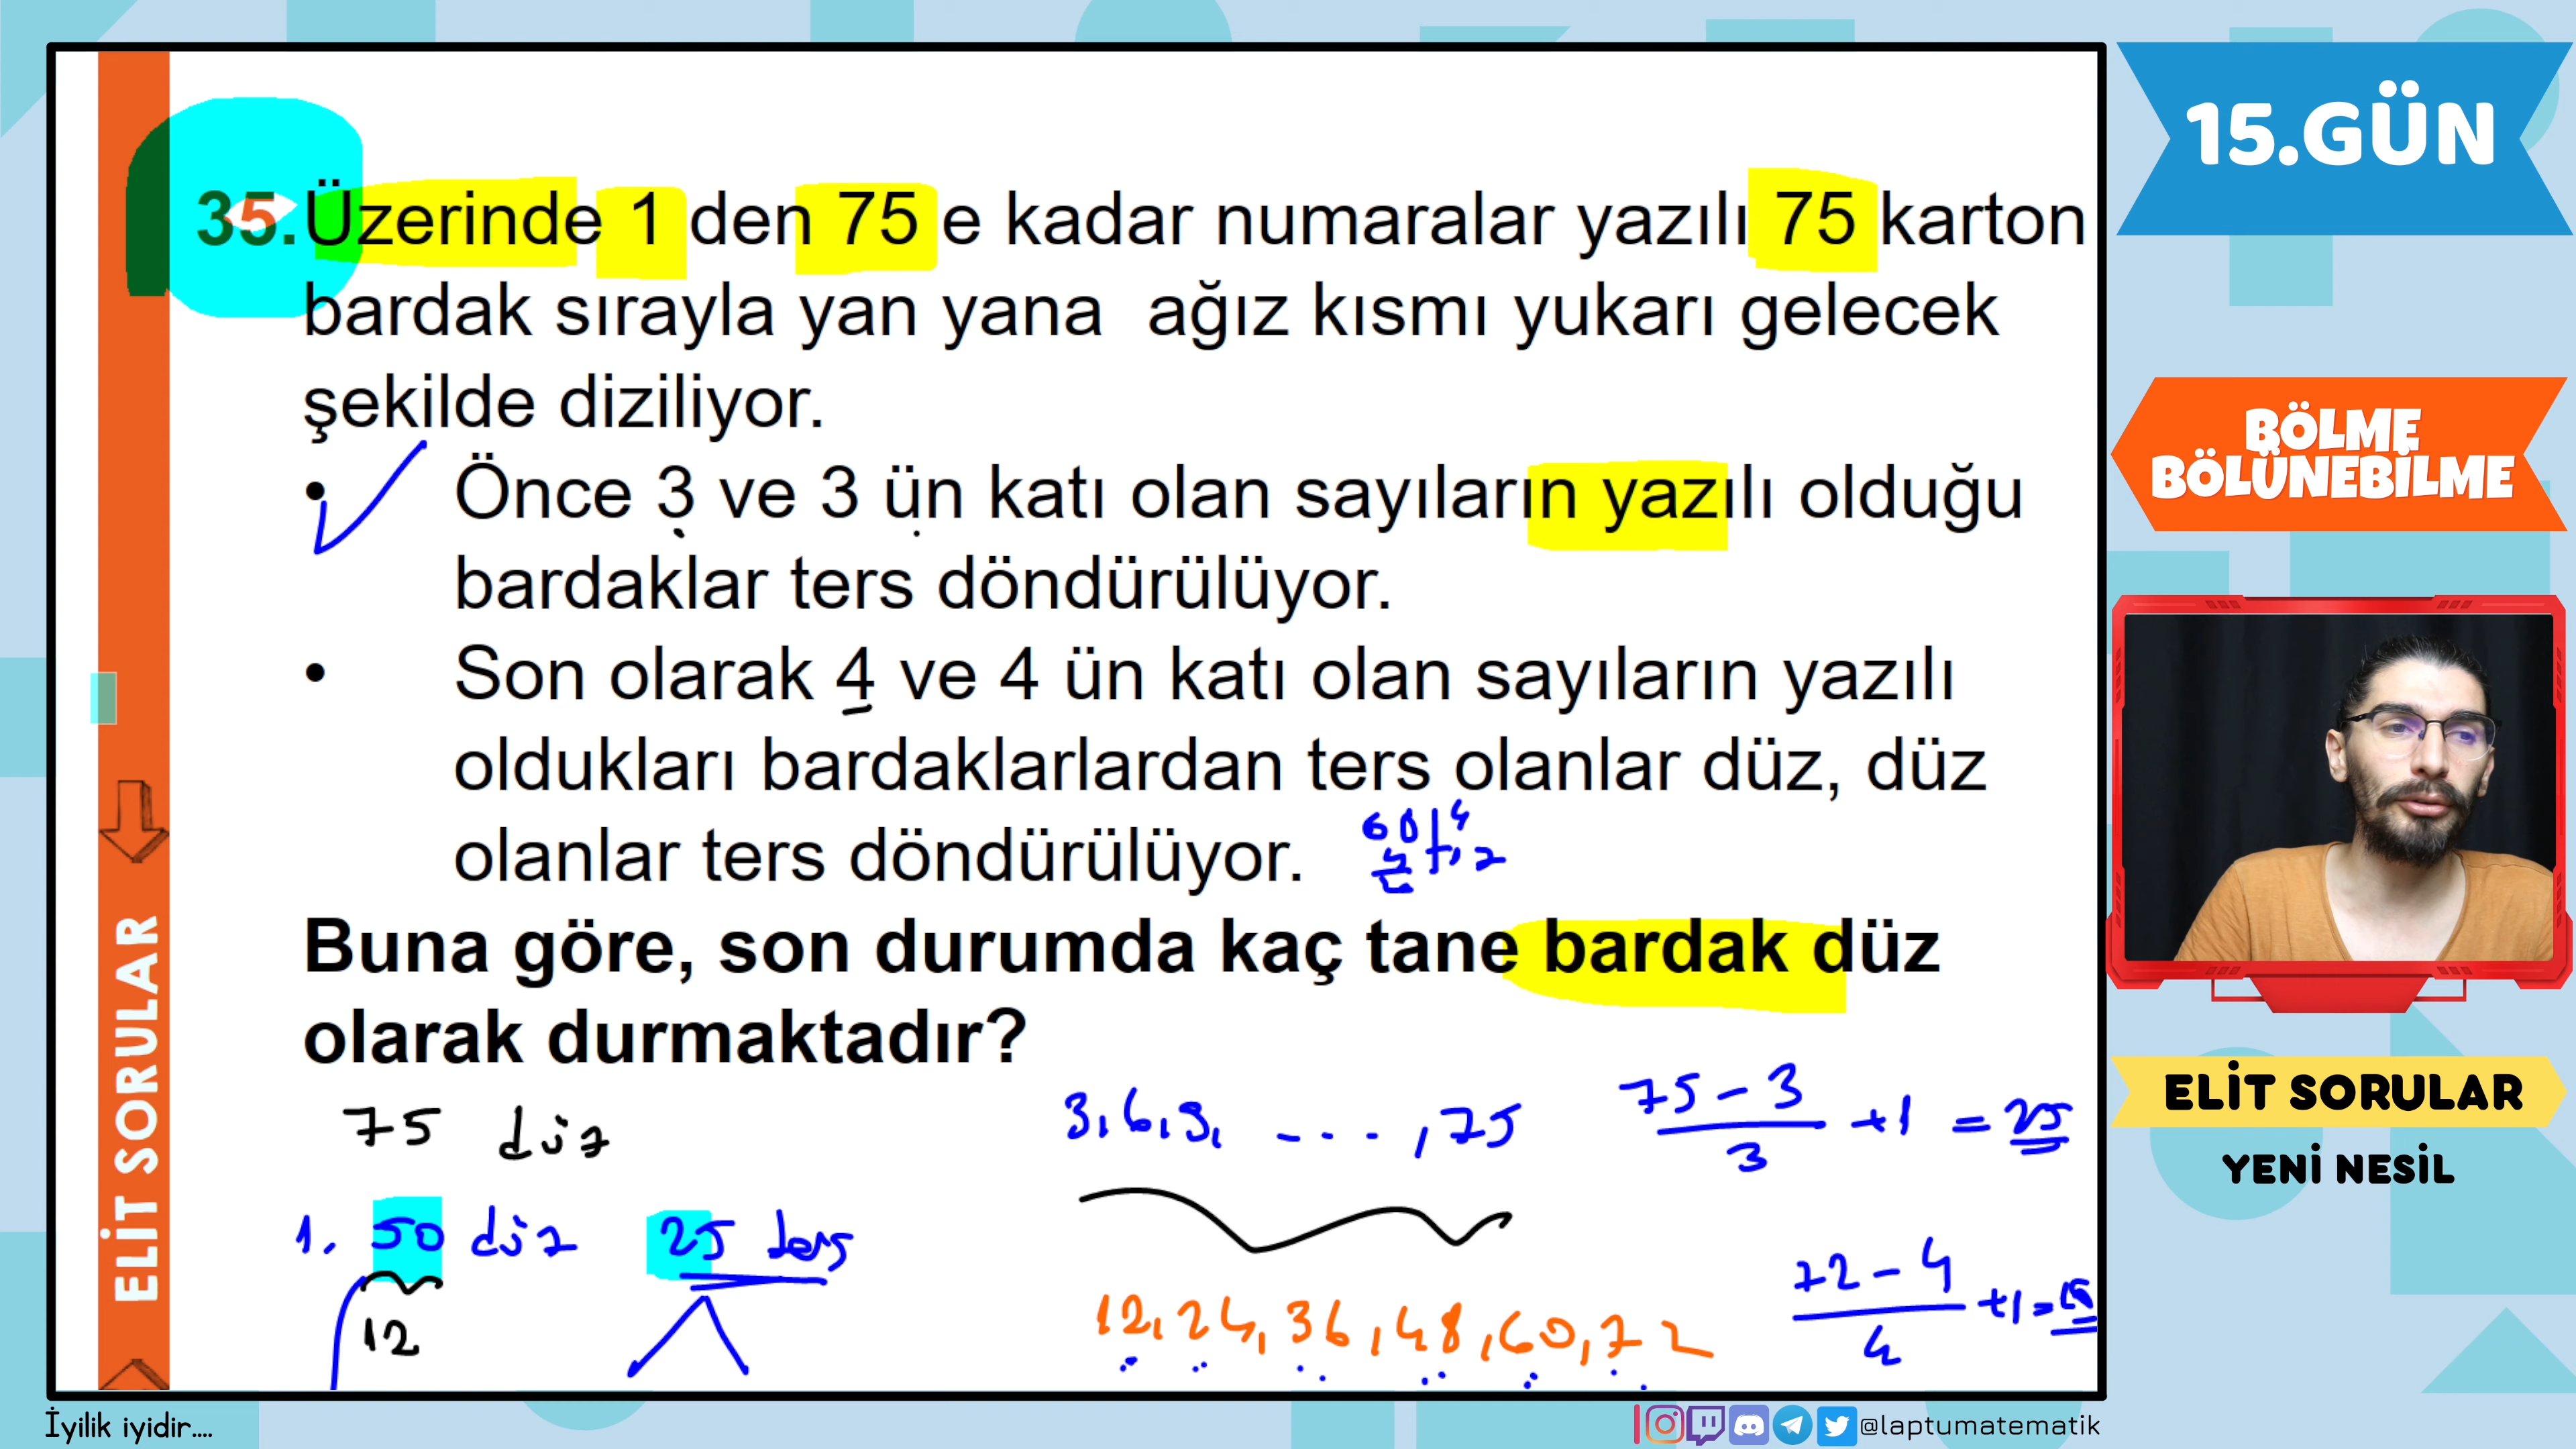 15.GÜN
35. Üzerinde 1 den 75 e kadar numaralar yazılı 75 karton
bardak sırayla yan yana ağız kısmı yukarı gelecek
şekilde diziliyor.
• Önce 3 ve 3 ün katı olan sayıların yazılı olduğu
bardaklar ters döndürülüyor.
• Son olarak 4 ve 4 ün katı olan sayıların yazılı
oldukları bardaklarlardan ters olanlar düz, düz
olanlar ters döndürülüyor.
Buna göre, son durumda kaç tane bardak düz
olarak durmaktadır?
75 düz
3, 6, 9, - - - -, 75
75 - 3
3
+1 = 25
1. 50 düz 25 ters
12
12, 24, 36, 48, 60, 72
72 - 4
4
+1 = 18
ELİT SORULAR
BÖLME
BÖLÜNEBİLME
ELİT SORULAR
YENİ NESİL
İyilik iyidir....
@laptumatematik